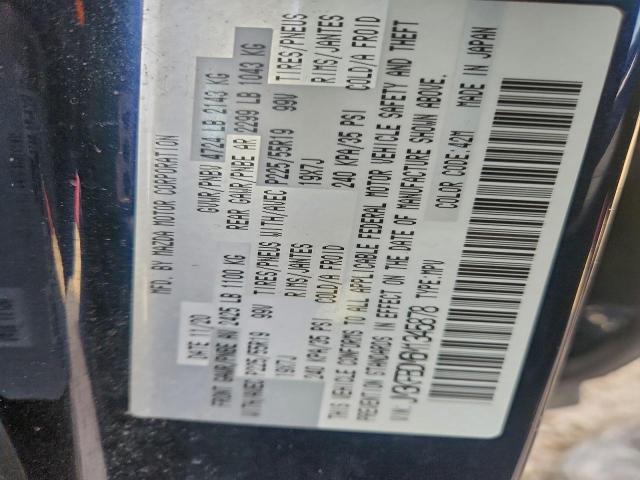 MFD. BY MAZDA MOTOR CORPORATION
DATE 11/20 GVWR/PNBV 4724 LB 2143 KG
FRONT GAWR/PNBE AV 2425 LB 1100 KG REAR GAWR/PNBE AR 2299 LB 1043 KG
WITH/AVEC P225/55R19 99V TIRES/PNEUS WITH/AVEC P225/55R19 99V TIRES/PNEUS
19X7J RIMS/JANTES 19X7J RIMS/JANTES
240 KPA/35 PSI COLD/A FROID 240 KPA/35 PSI COLD/A FROID
THIS VEHICLE CONFORMS TO ALL APPLICABLE FEDERAL MOTOR VEHICLE SAFETY AND THEFT
PREVENTION STANDARDS IN EFFECT ON THE DATE OF MANUFACTURE SHOWN ABOVE.
COLOR CODE:42M MADE IN JAPAN
VIN: TYPE:MPV